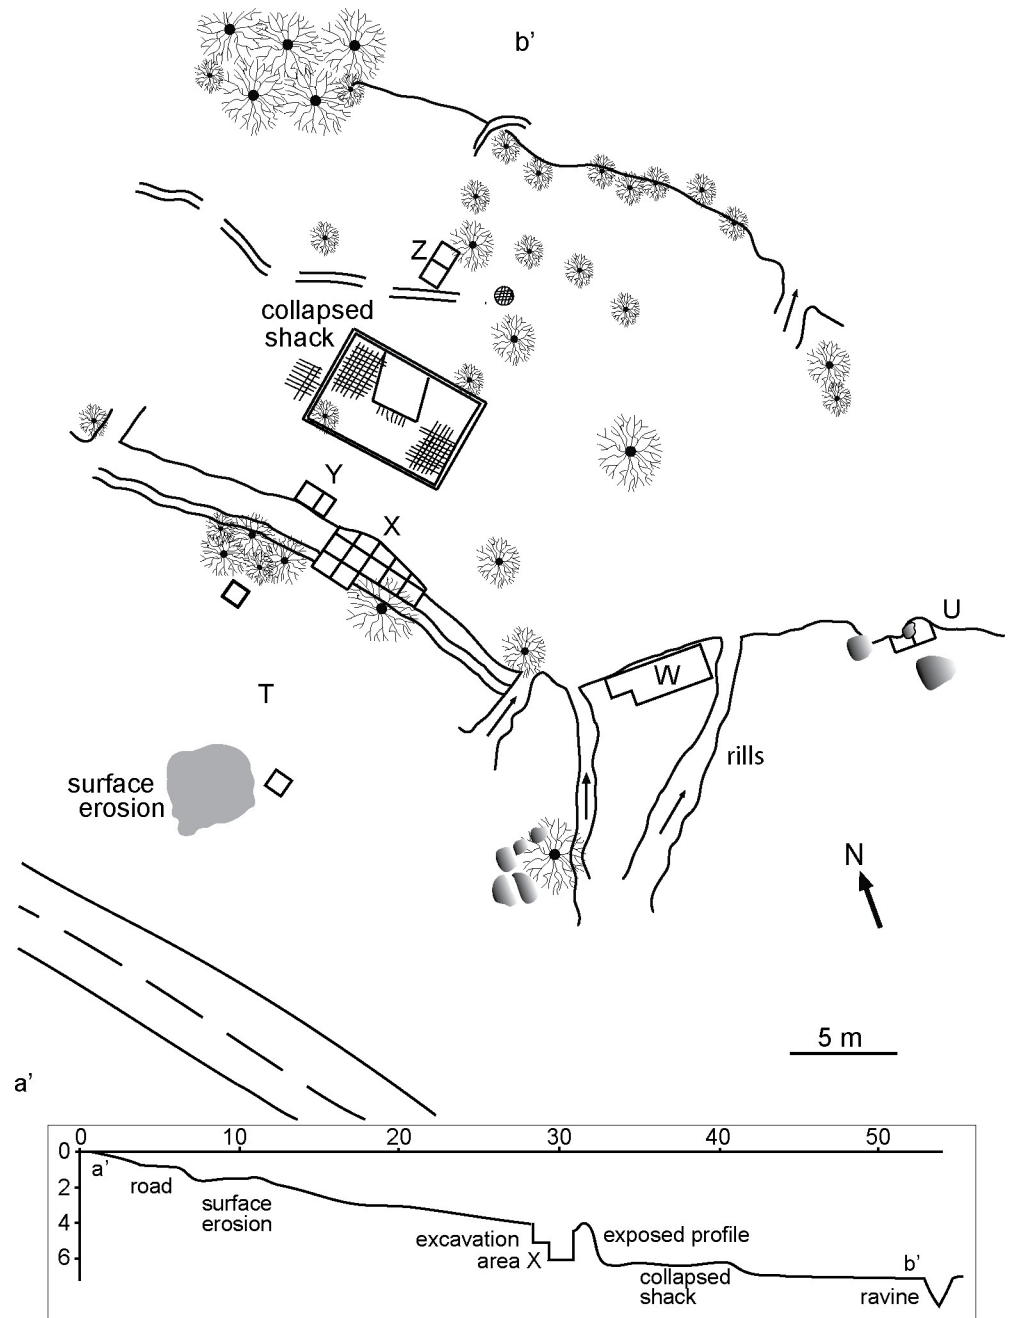 b’
Z
collapsed
shack
Y
X
U
T
W
rills
surface
erosion
N
5 m
a’
0 10 20 30 40 50
0
a’
road
2
surface
erosion
4
excavation
area X
exposed profile
6
collapsed
shack
b’
ravine